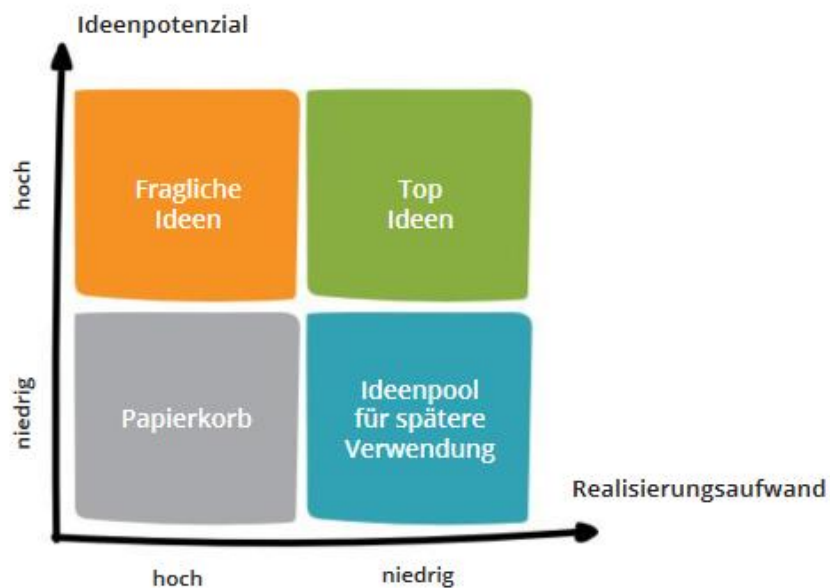 Ideenpotenzial
hoch
Fragliche
Ideen
Top
Ideen
niedrig
Papierkorb
Ideenpool
für spätere
Verwendung
Realisierungsaufwand
hoch
niedrig